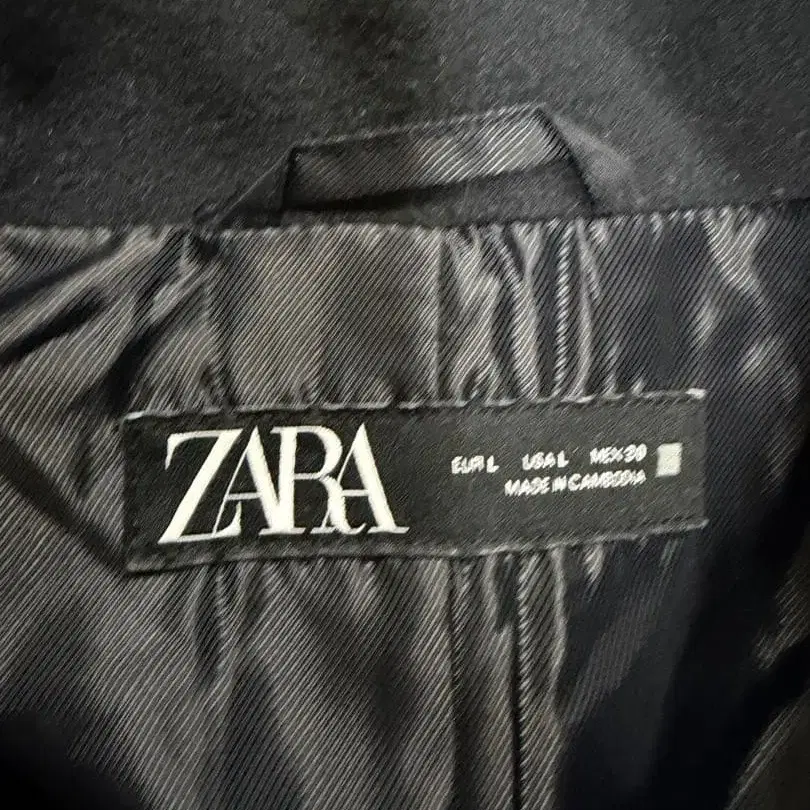 ZARA
EUR L USA L MEX 30
MADE IN CAMBODIA